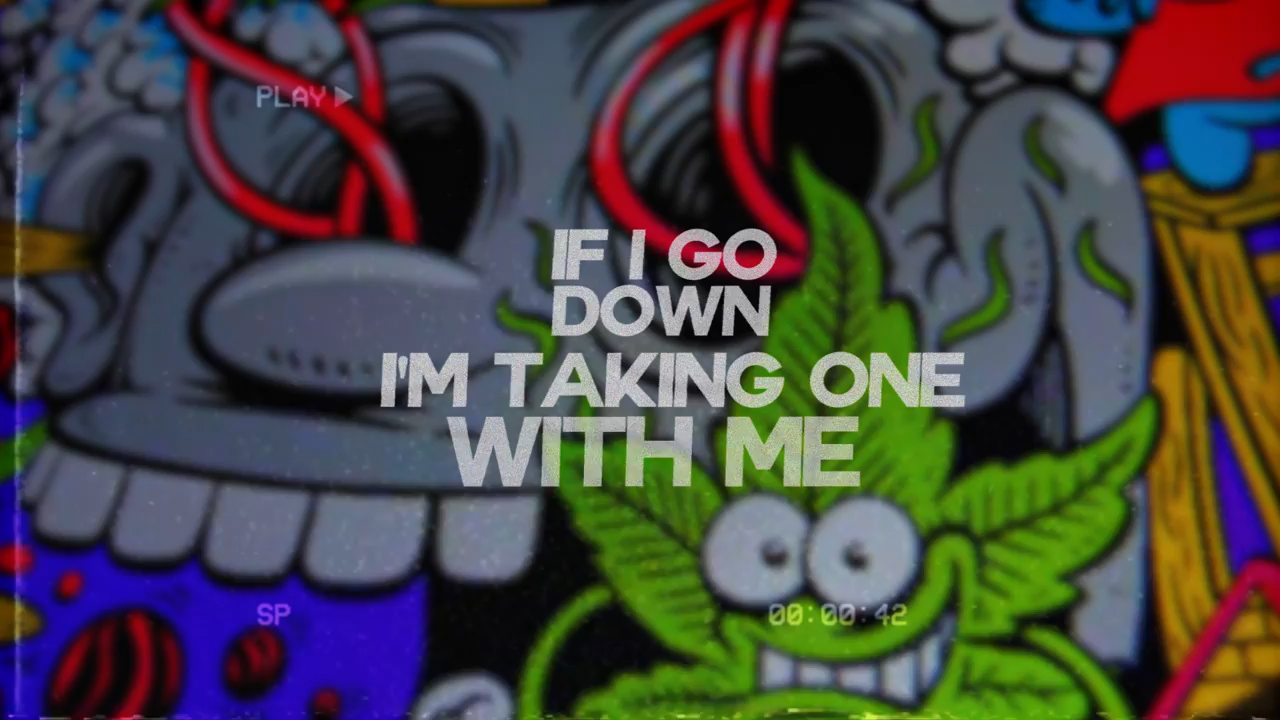 PLAY
IF I GO
DOWN
I'M TAKING ONE
WITH ME
SP
00:00:42